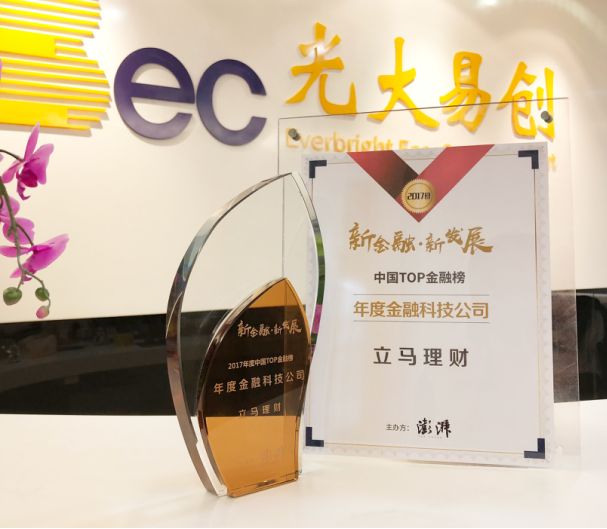 ec 光大易创
Everbright
2017年
新金融·新发展
中国TOP金融榜
年度金融科技公司
立马理财
主办方：澎湃
新金融·新发展
2017年度中国TOP金融榜
年度金融科技公司
立马理财